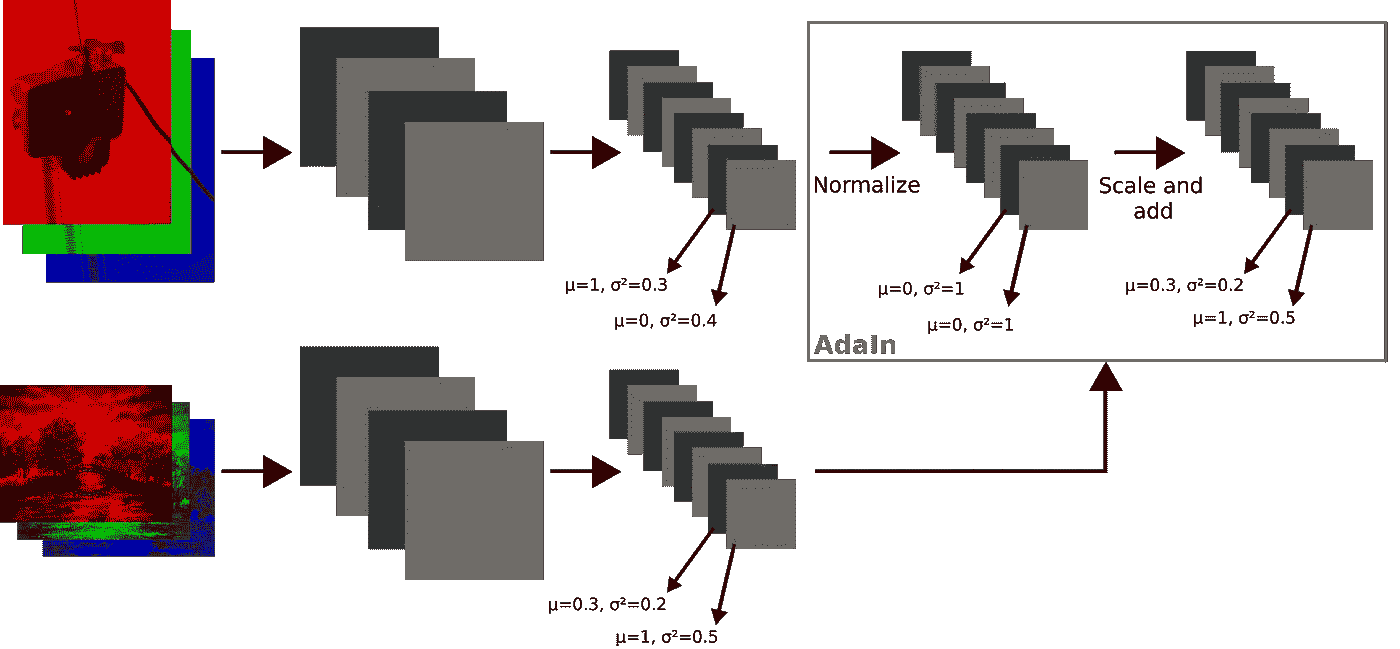 Normalize
Scale and
add
μ=1, σ²=0.3
μ=0, σ²=0.4
μ=0, σ²=1
μ=0, σ²=1
μ=0.3, σ²=0.2
μ=1, σ²=0.5
AdaIn
μ=0.3, σ²=0.2
μ=1, σ²=0.5